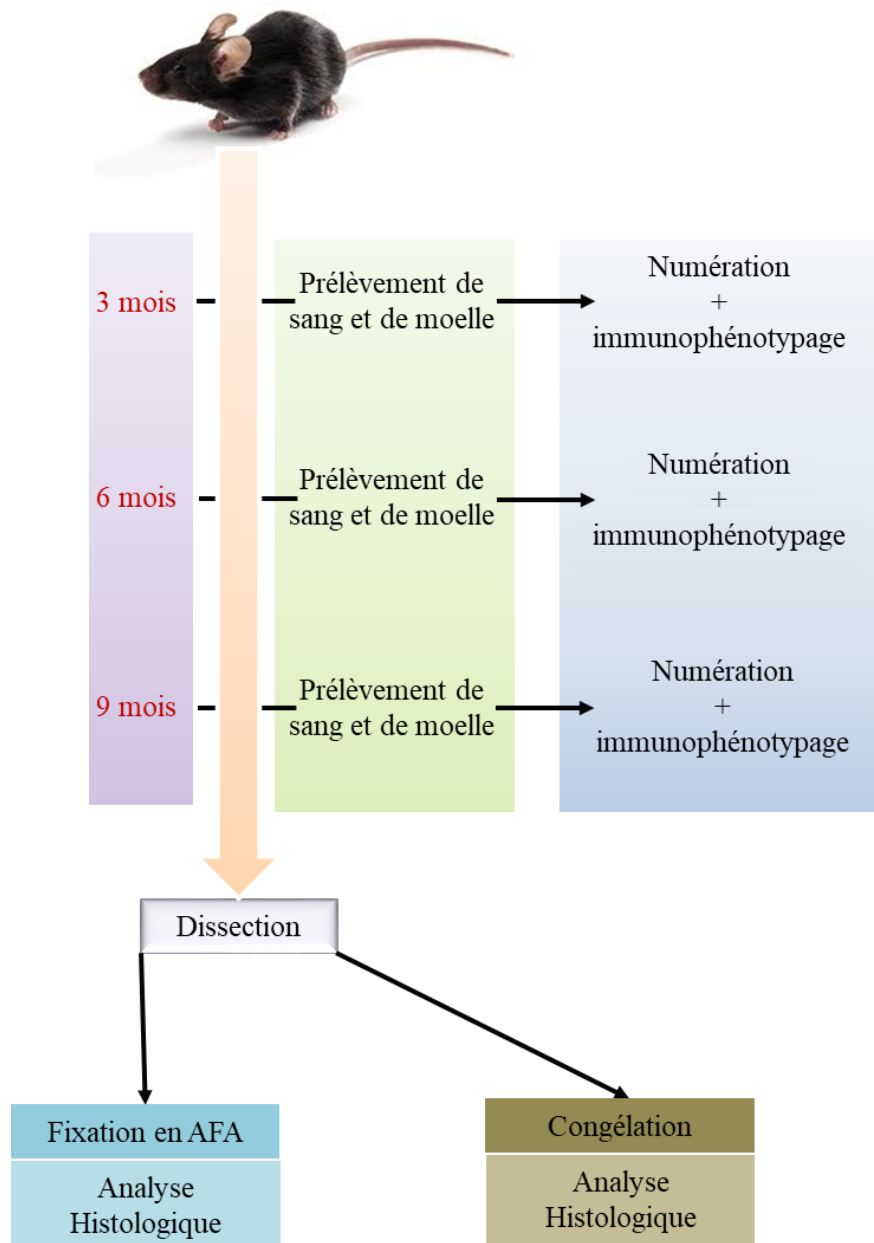 3 mois
Prélèvement de
sang et de moelle
Numération
+
immunophénotypage
6 mois
Prélèvement de
sang et de moelle
Numération
+
immunophénotypage
9 mois
Prélèvement de
sang et de moelle
Numération
+
immunophénotypage
Dissection
Fixation en AFA
Analyse
Histologique
Congélation
Analyse
Histologique